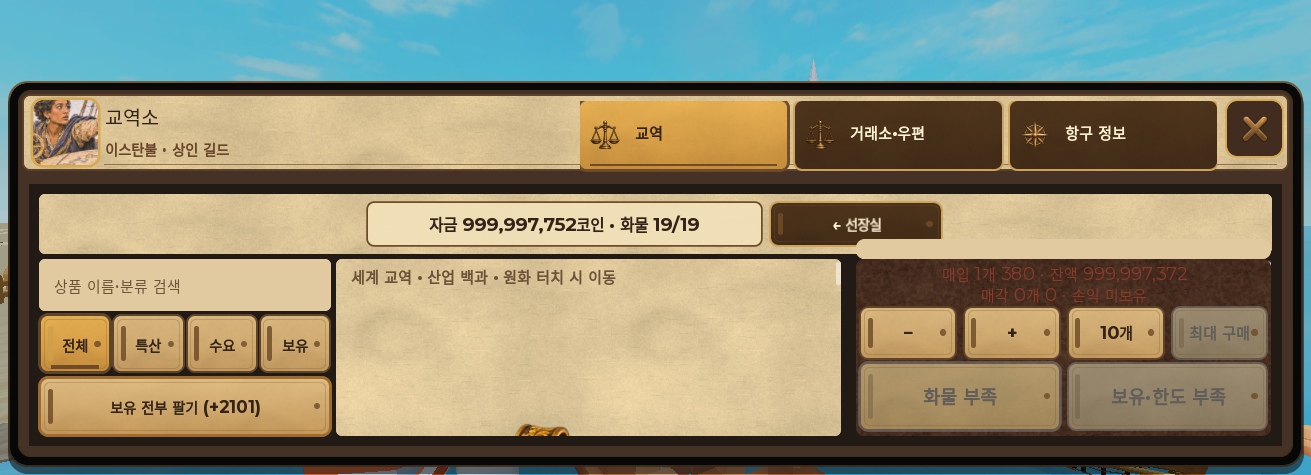 교역소
이스탄불 • 상인 길드
교역
거래소•우편
항구 정보
자금 999,997,752코인 • 화물 19/19
← 선장실
상품 이름·분류 검색
전체
특산
수요
보유
보유 전부 팔기 (+2101)
세계 교역 • 산업 백과 • 원화 터치 시 이동
매입 1개 380 · 잔액 999,997,372
매각 0개 0 · 손익 미보유
−
+
10개
최대 구매
화물 부족
보유·한도 부족